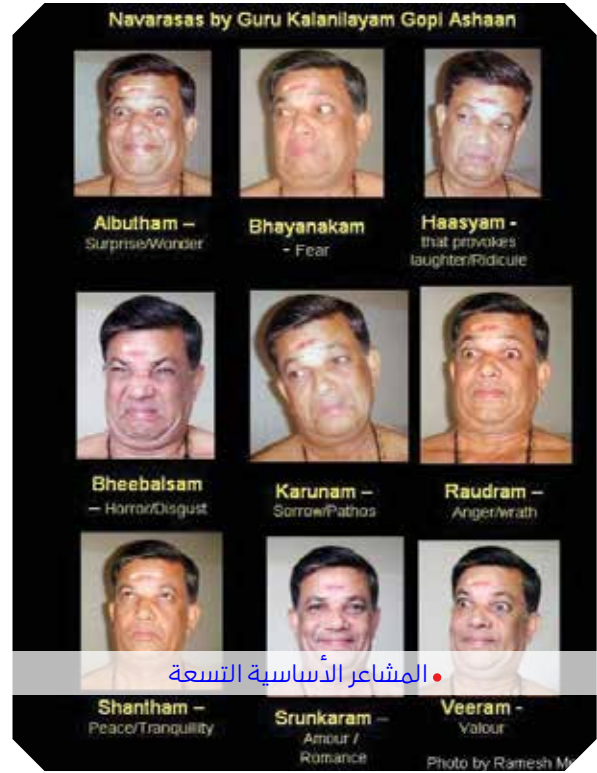 Navarasas by Guru Kalanilayam Gopi Ashaan
Albutham –
Surprise/Wonder
Bhayanakam
- Fear
Haasyam -
that provokes
laughter/Ridicule
Bheebalsam
– Horror/Disgust
Karunam –
Sorrow/Pathos
Raudram –
Anger/wrath
• المشاعر الأساسية التسعة
Shantham –
Peace/Tranquility
Srunkaram –
Amour /
Romance
Veeram -
Valour
Photo by Ramesh